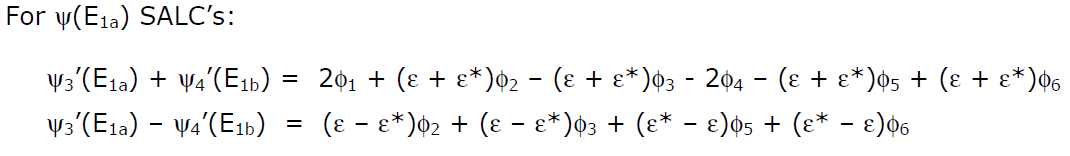 For ψ(E₁ₐ) SALC's:
ψ₃'(E₁ₐ) + ψ₄'(E₁b) = 2ϕ₁ + (ε + ε*)ϕ₂ – (ε + ε*)ϕ₃ - 2ϕ₄ – (ε + ε*)ϕ₅ + (ε + ε*)ϕ₆
ψ₃'(E₁ₐ) – ψ₄'(E₁b) = (ε – ε*)ϕ₂ + (ε – ε*)ϕ₃ + (ε* – ε)ϕ₅ + (ε* – ε)ϕ₆